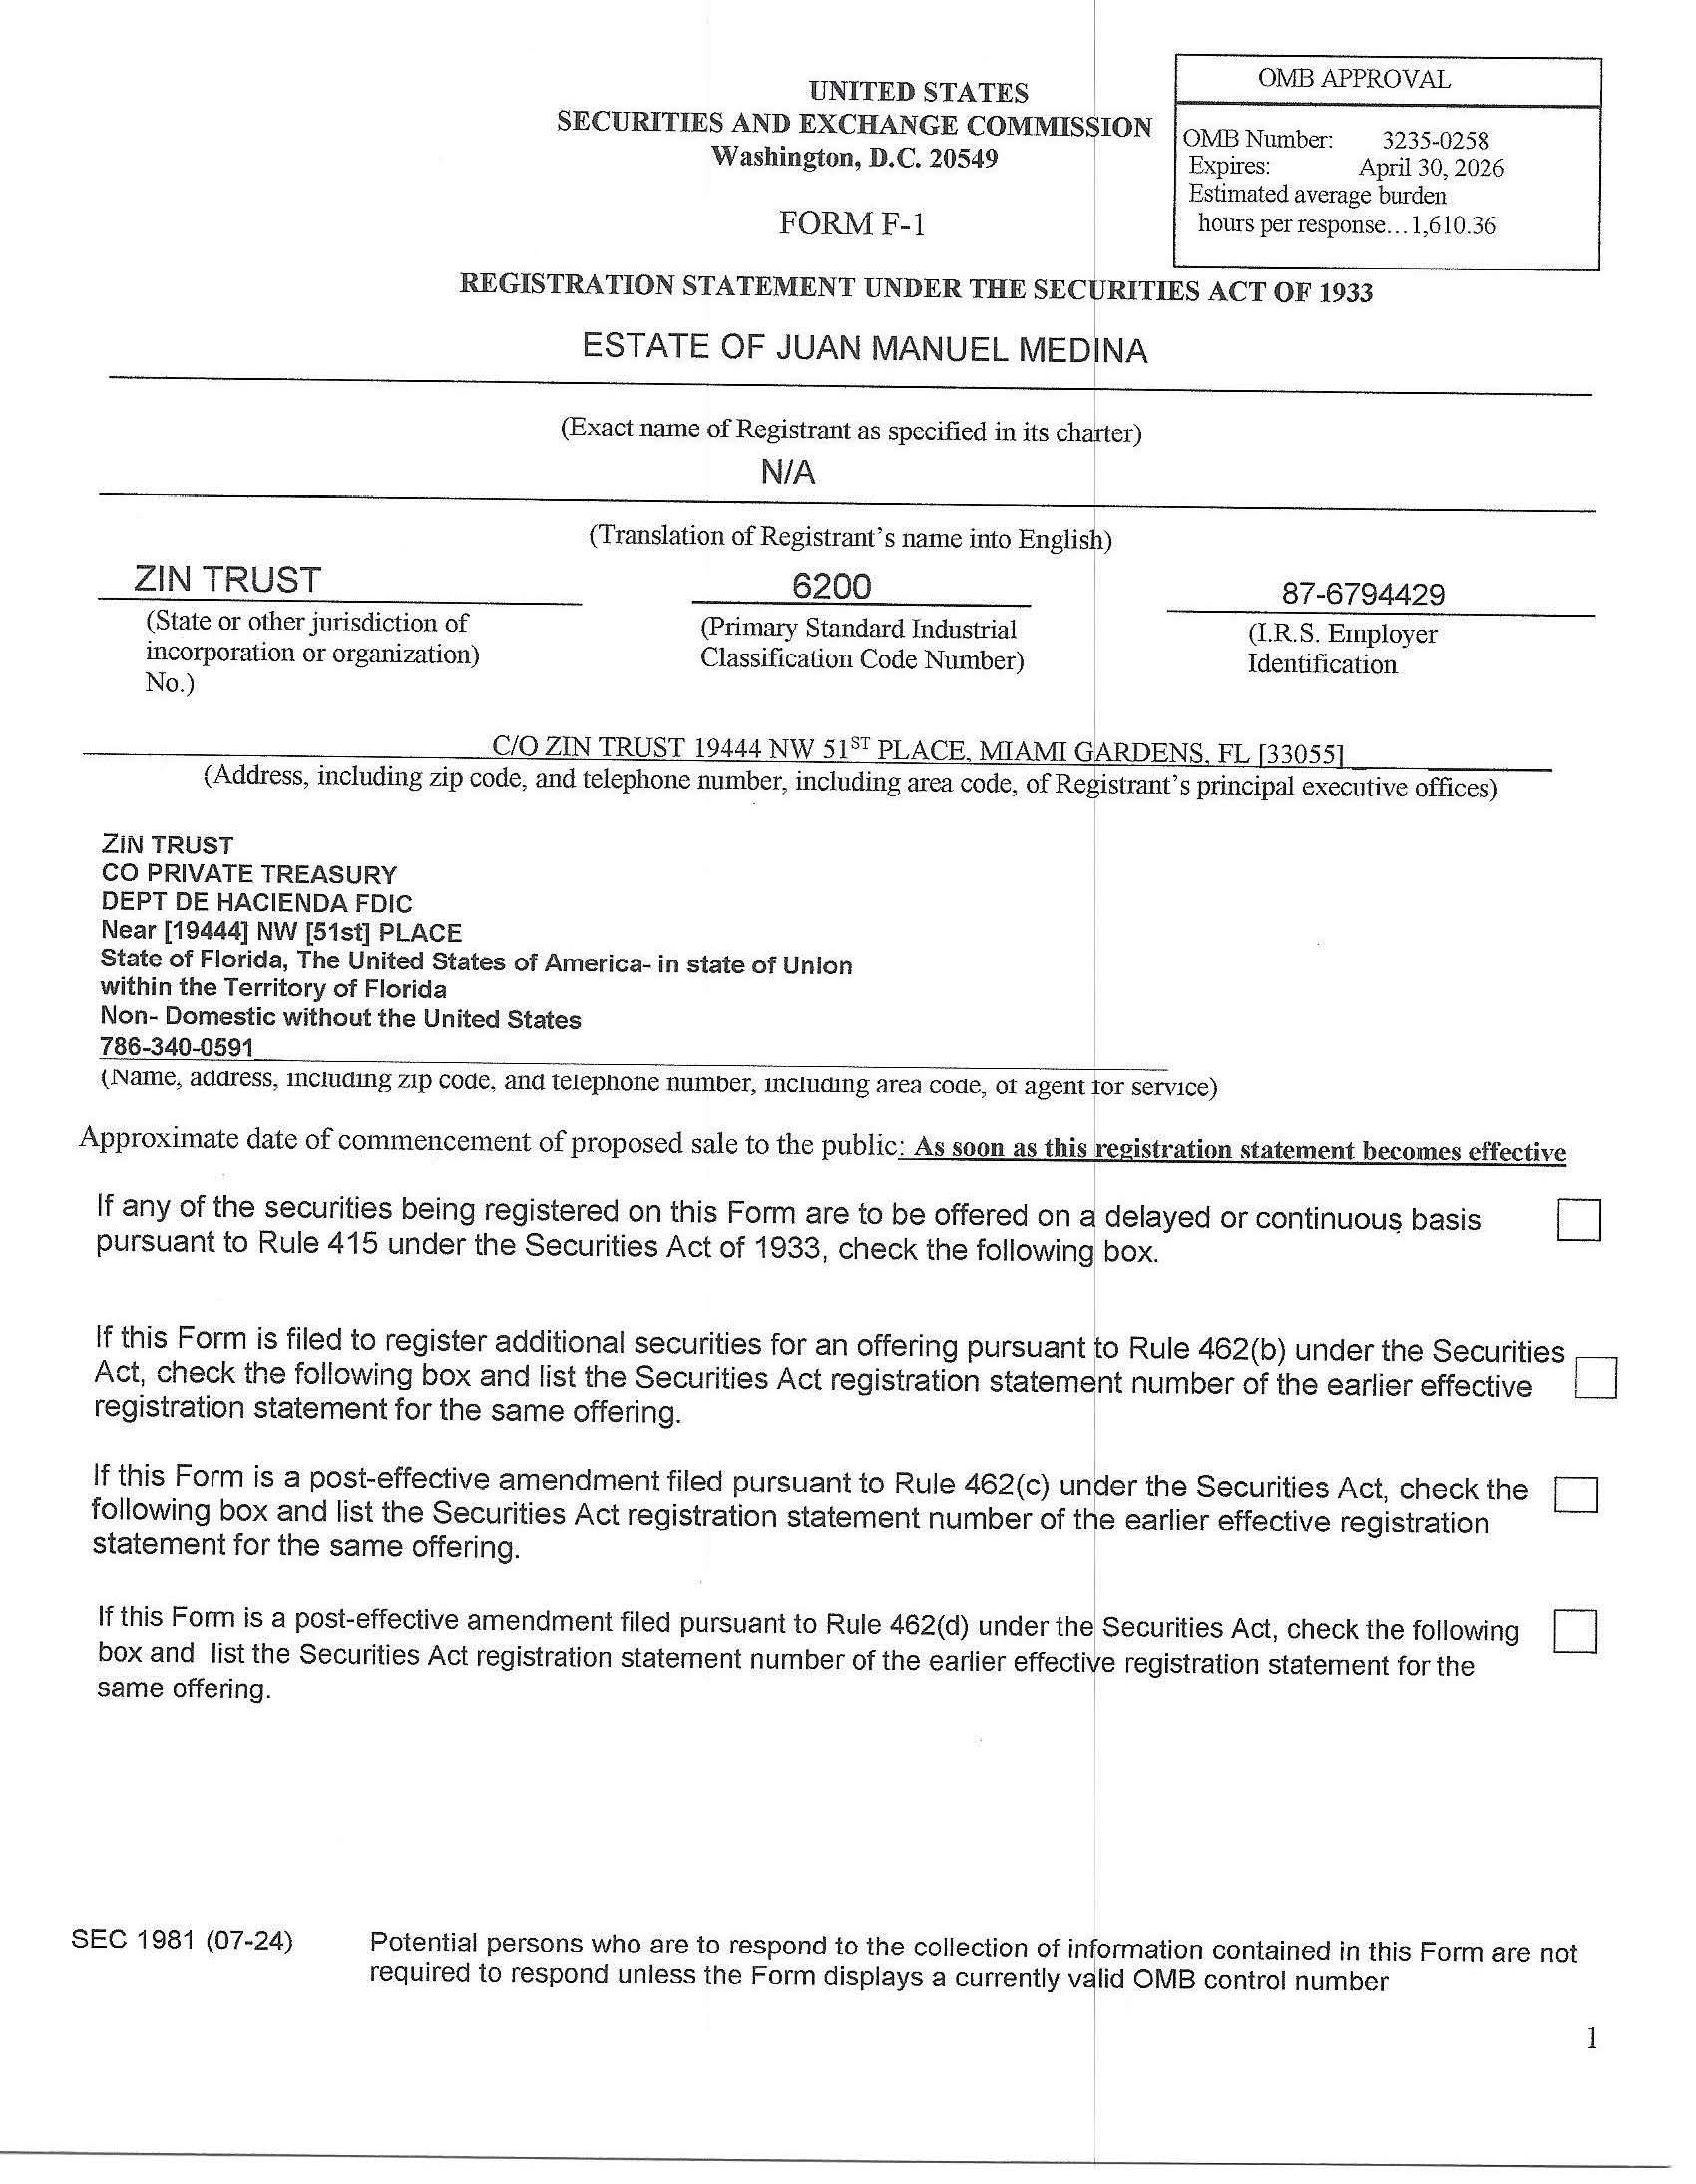 UNITED STATES
SECURITIES AND EXCHANGE COMMISSION
Washington, D.C. 20549
FORM F-1
OMB APPROVAL
OMB Number: 3235-0258
Expires: April 30, 2026
Estimated average burden
hours per response...1,610.36
REGISTRATION STATEMENT UNDER THE SECURITIES ACT OF 1933
ESTATE OF JUAN MANUEL MEDINA
(Exact name of Registrant as specified in its charter)
N/A
(Translation of Registrant's name into English)
ZIN TRUST
(State or other jurisdiction of
incorporation or organization)
No.)
6200
(Primary Standard Industrial
Classification Code Number)
87-6794429
(I.R.S. Employer
Identification
C/O ZIN TRUST 19444 NW 51ST PLACE, MIAMI GARDENS, FL [33055]
(Address, including zip code, and telephone number, including area code, of Registrant's principal executive offices)
ZIN TRUST
CO PRIVATE TREASURY
DEPT DE HACIENDA FDIC
Near [19444] NW [51st] PLACE
State of Florida, The United States of America- in state of Union
within the Territory of Florida
Non- Domestic without the United States
786-340-0591
(Name, address, including zip code, and telephone number, including area code, of agent for service)
Approximate date of commencement of proposed sale to the public: As soon as this registration statement becomes effective
If any of the securities being registered on this Form are to be offered on a delayed or continuous basis
pursuant to Rule 415 under the Securities Act of 1933, check the following box.
If this Form is filed to register additional securities for an offering pursuant to Rule 462(b) under the Securities
Act, check the following box and list the Securities Act registration statement number of the earlier effective
registration statement for the same offering.
If this Form is a post-effective amendment filed pursuant to Rule 462(c) under the Securities Act, check the
following box and list the Securities Act registration statement number of the earlier effective registration
statement for the same offering.
If this Form is a post-effective amendment filed pursuant to Rule 462(d) under the Securities Act, check the following
box and list the Securities Act registration statement number of the earlier effective registration statement for the
same offering.
SEC 1981 (07-24)
Potential persons who are to respond to the collection of information contained in this Form are not
required to respond unless the Form displays a currently valid OMB control number
1